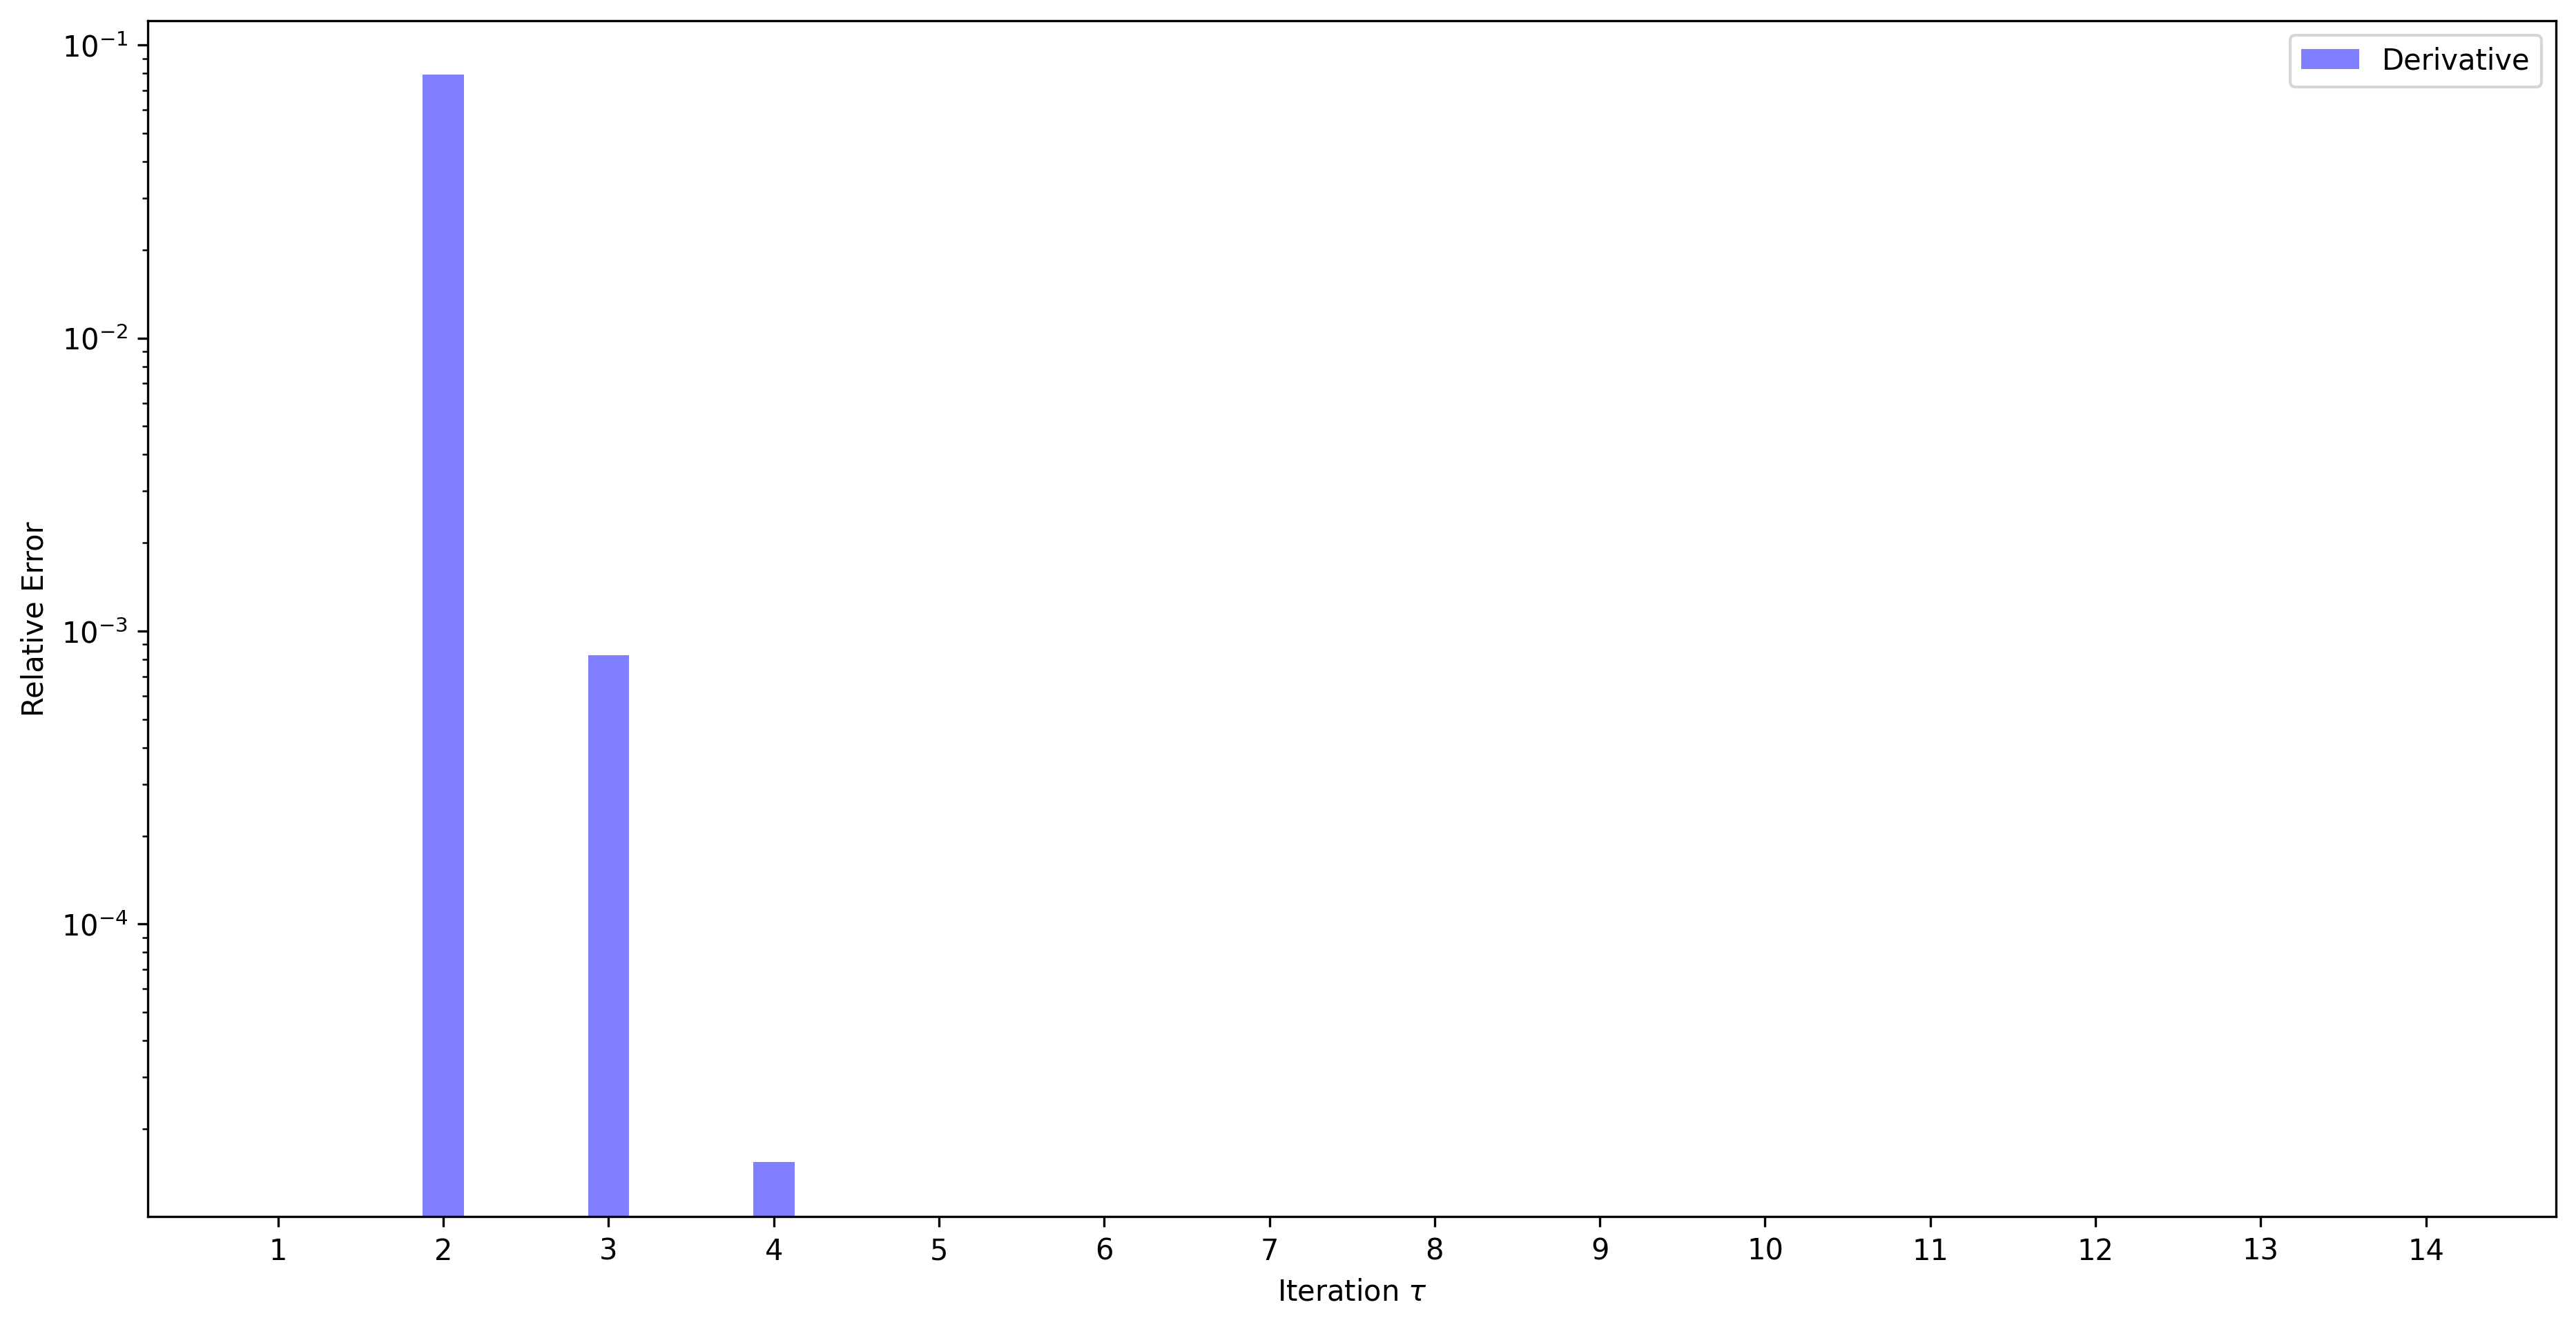 Derivative
10⁻¹
10⁻²
10⁻³
10⁻⁴
Relative Error
1 2 3 4 5 6 7 8 9 10 11 12 13 14
Iteration τ